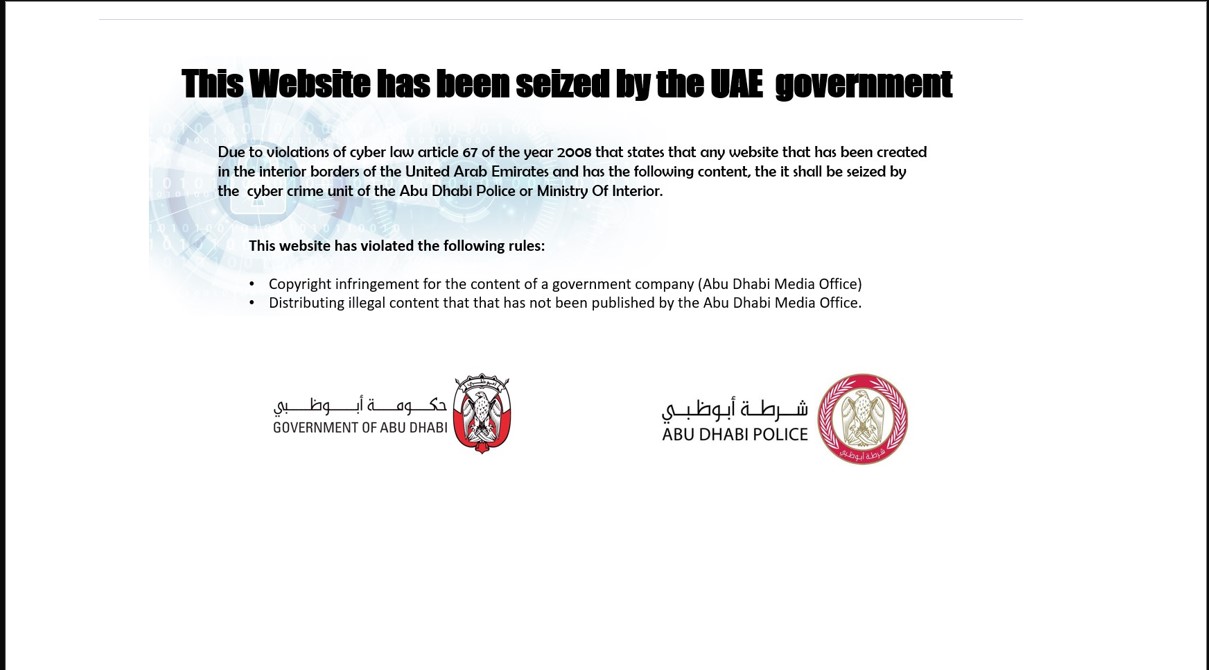 This Website has been seized by the UAE government
Due to violations of cyber law article 67 of the year 2008 that states that any website that has been created
in the interior borders of the United Arab Emirates and has the following content, the it shall be seized by
the cyber crime unit of the Abu Dhabi Police or Ministry Of Interior.
This website has violated the following rules:
• Copyright infringement for the content of a government company (Abu Dhabi Media Office)
• Distributing illegal content that that has not been published by the Abu Dhabi Media Office.
حكومة أبوظبي
GOVERNMENT OF ABU DHABI
شرطة أبوظبي
ABU DHABI POLICE
شرطة أبوظبي